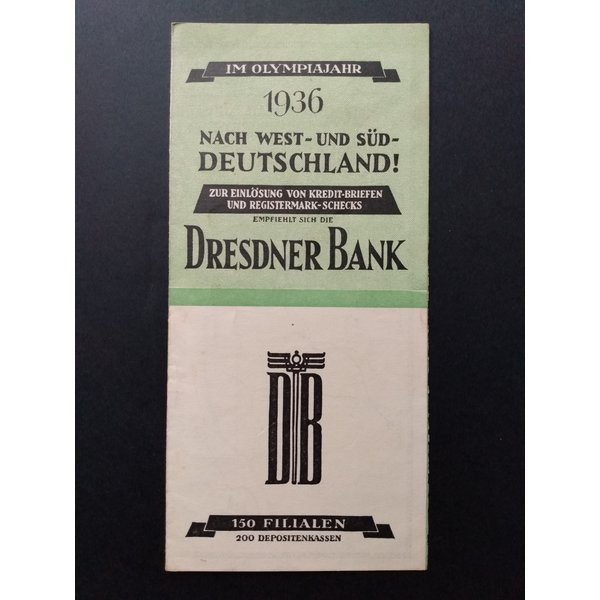 IM OLYMPIAJAHR
1936
NACH WEST- UND SÜD-
DEUTSCHLAND!
ZUR EINLÖSUNG VON KREDIT-BRIEFEN
UND REGISTERMARK-SCHECKS
EMPFIEHLT SICH DIE
DRESDNER BANK
DB
150 FILIALEN
200 DEPOSITENKASSEN